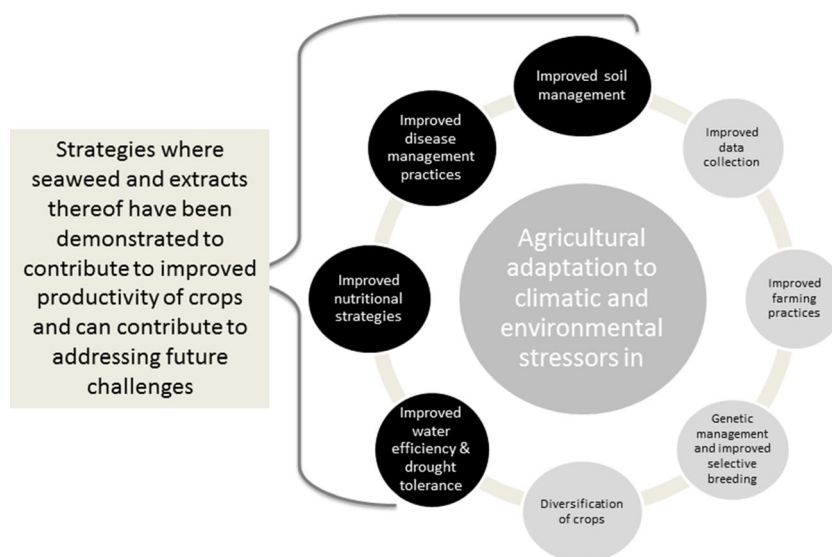 Strategies where
seaweed and extracts
thereof have been
demonstrated to
contribute to improved
productivity of crops
and can contribute to
addressing future
challenges
Improved soil
management
Improved
disease
management
practices
Improved
nutritional
strategies
Improved
water
efficiency &
drought
tolerance
Agricultural
adaptation to
climatic and
environmental
stressors in
Improved
data
collection
Improved
farming
practices
Genetic
management
and improved
selective
breeding
Diversification
of crops